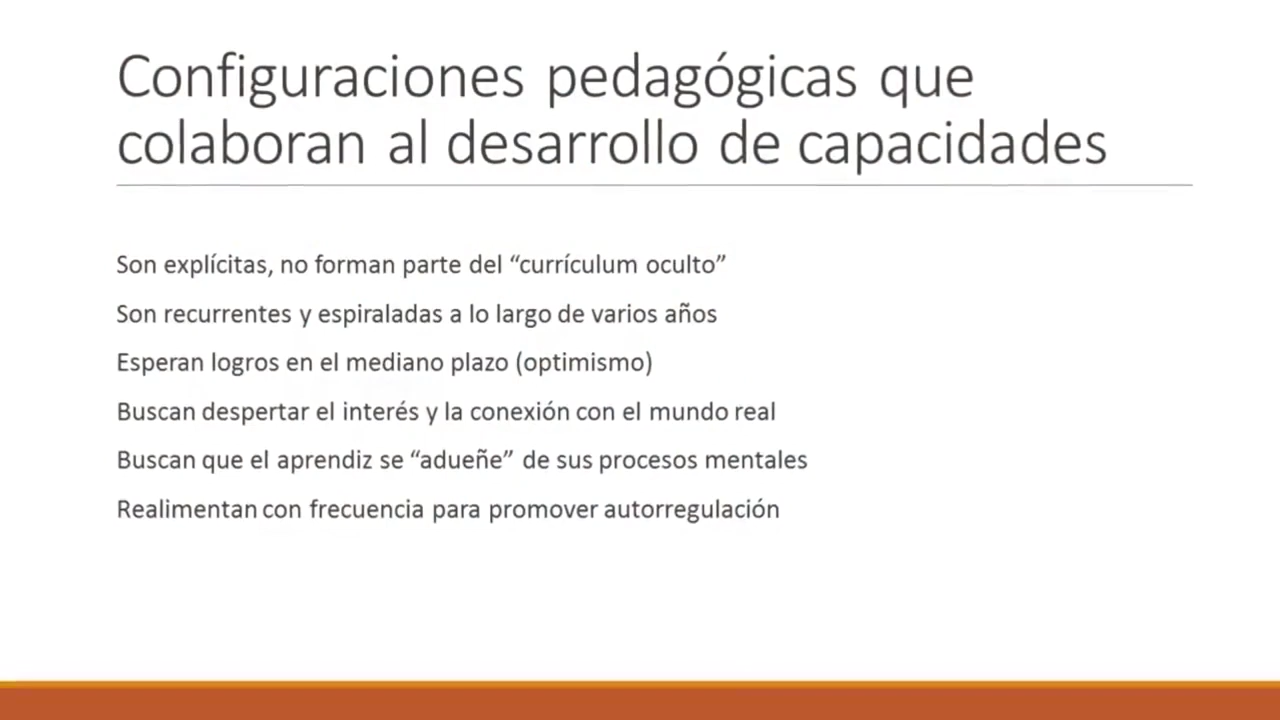 Configuraciones pedagógicas que
colaboran al desarrollo de capacidades
Son explícitas, no forman parte del “currículum oculto”
Son recurrentes y espiraladas a lo largo de varios años
Esperan logros en el mediano plazo (optimismo)
Buscan despertar el interés y la conexión con el mundo real
Buscan que el aprendiz se “adueñe” de sus procesos mentales
Realimentan con frecuencia para promover autorregulación